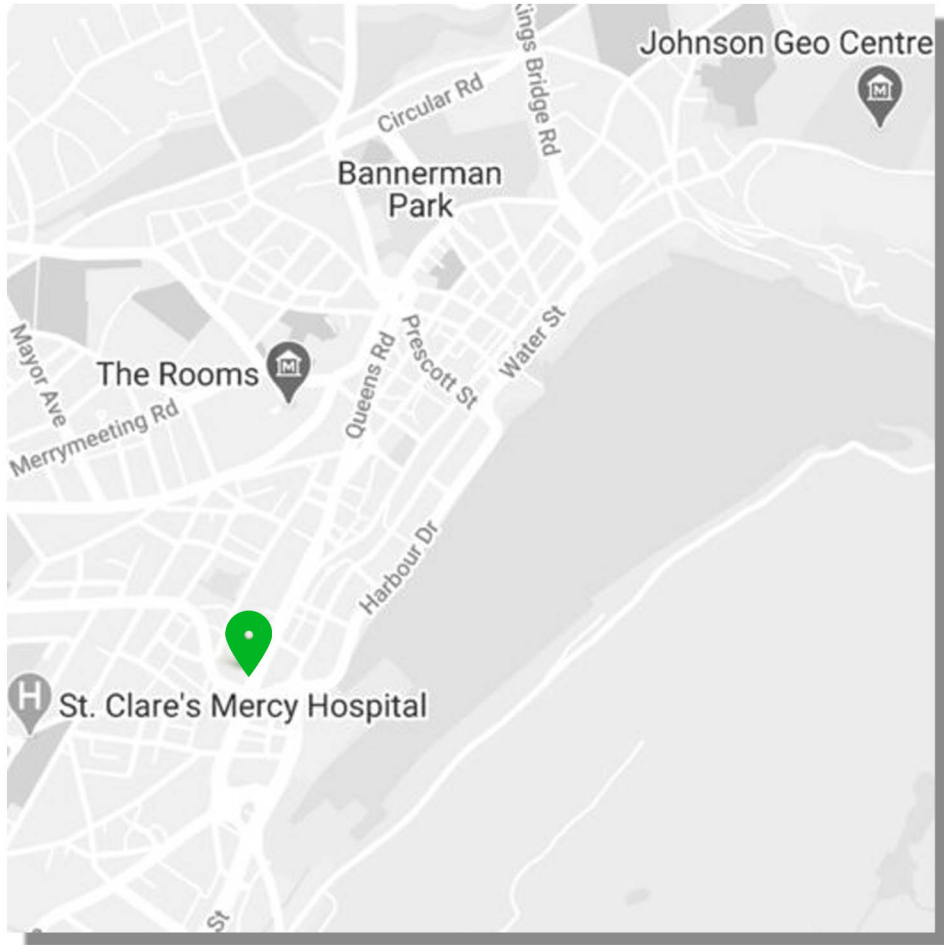 Kings Bridge Rd
Johnson Geo Centre
Circular Rd
Bannerman
Park
Mayor Ave
The Rooms
Queens Rd
Prescott St
Water St
Merrymeeting Rd
Harbour Dr
H
St. Clare's Mercy Hospital
St